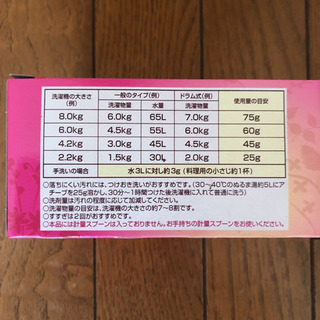 洗濯機の大きさ(例) 一般のタイプ(例) ドラム式(例) 使用量の目安
洗濯物量 水量 洗濯物量
8.0kg 6.0kg 65L 7.0kg 75g
6.0kg 4.5kg 55L 6.0kg 60g
4.2kg 3.0kg 45L 4.5kg 45g
2.2kg 1.5kg 30L 2.0kg 25g
手洗いの場合 水3Lに対し約3g(料理用の小さじ約1杯)
○落ちにくい汚れには、つけおき洗いがおすすめです。(30〜40℃のぬるま湯約5Lにア
チーブを25g溶かし、30分〜1時間つけた後洗濯機に入れて普通に洗う)
○洗剤量は汚れの程度に応じて加減してください。
○洗濯物量の目安は、洗濯機の大きさの約7〜8割です。
○すすぎは2回がおすすめです。
○本品には計量スプーンは入っておりません。お手持ちの計量スプーンをお使いください。